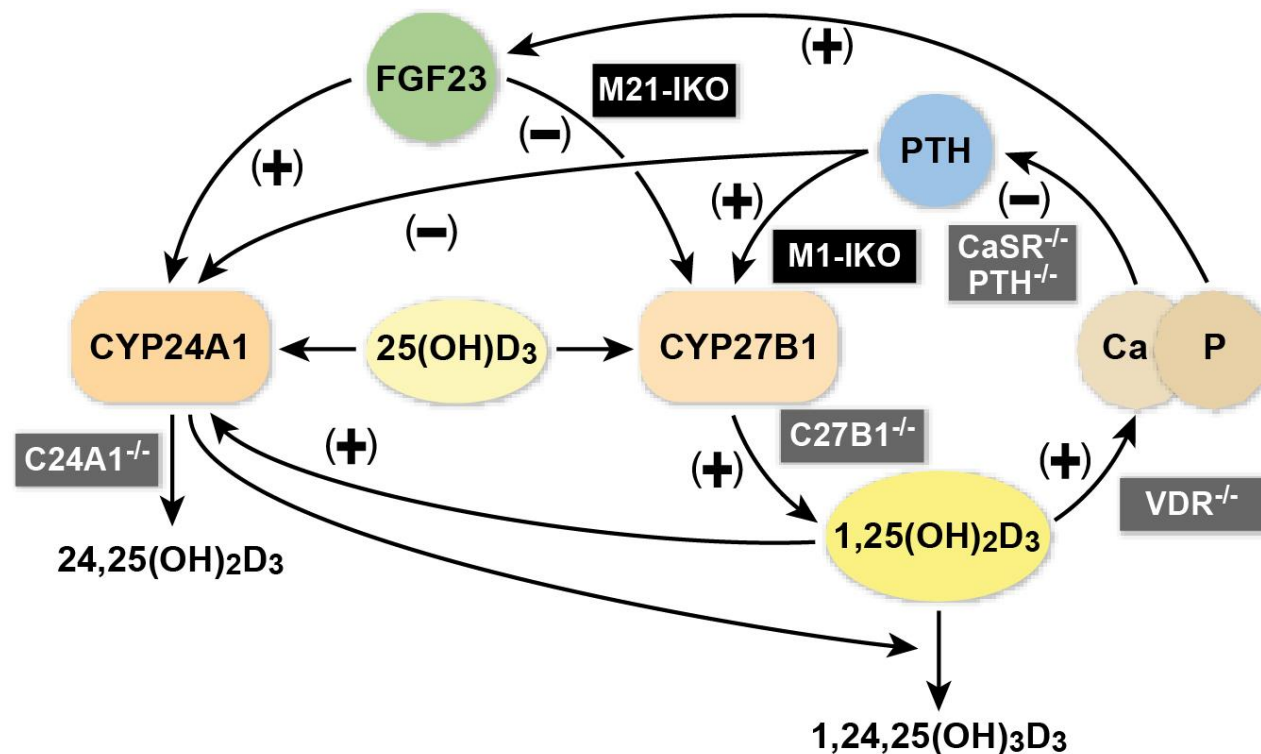 (+)
FGF23
M21-IKO
(−)
PTH
(+)
(+)
(−)
(−)
M1-IKO
CaSR-/-
PTH-/-
CYP24A1
25(OH)D3
CYP27B1
Ca
P
C24A1-/-
(+)
(+)
C27B1-/-
(+)
VDR-/-
1,25(OH)2D3
24,25(OH)2D3
1,24,25(OH)3D3